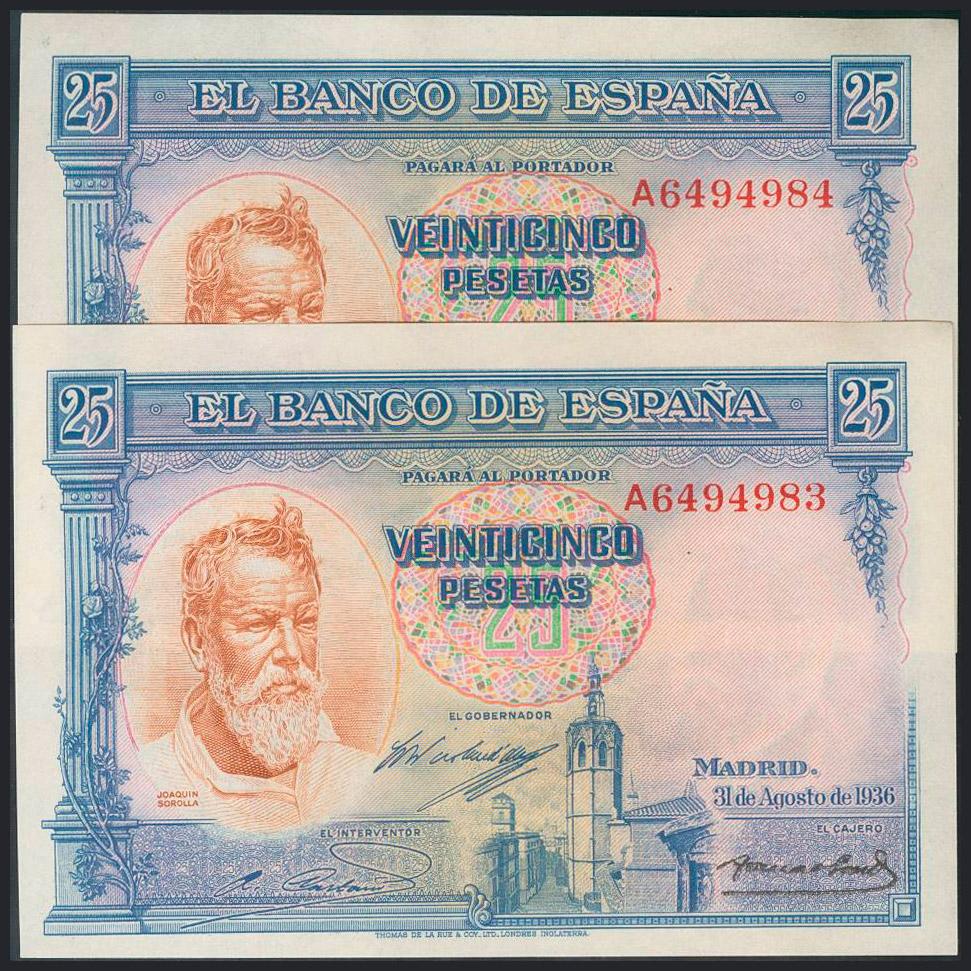 25 EL BANCO DE ESPAÑA 25
PAGARÁ AL PORTADOR
A6494984
VEINTICINCO
PESETAS
25 EL BANCO DE ESPAÑA 25
PAGARÁ AL PORTADOR
A6494983
VEINTICINCO
PESETAS
25
EL GOBERNADOR
MADRID.
31 de Agosto de 1936
JOAQUIN
SOROLLA
EL INTERVENTOR
EL CAJERO
THOMAS DE LA RUE & COY. LTD. LONDRES INGLATERRA.